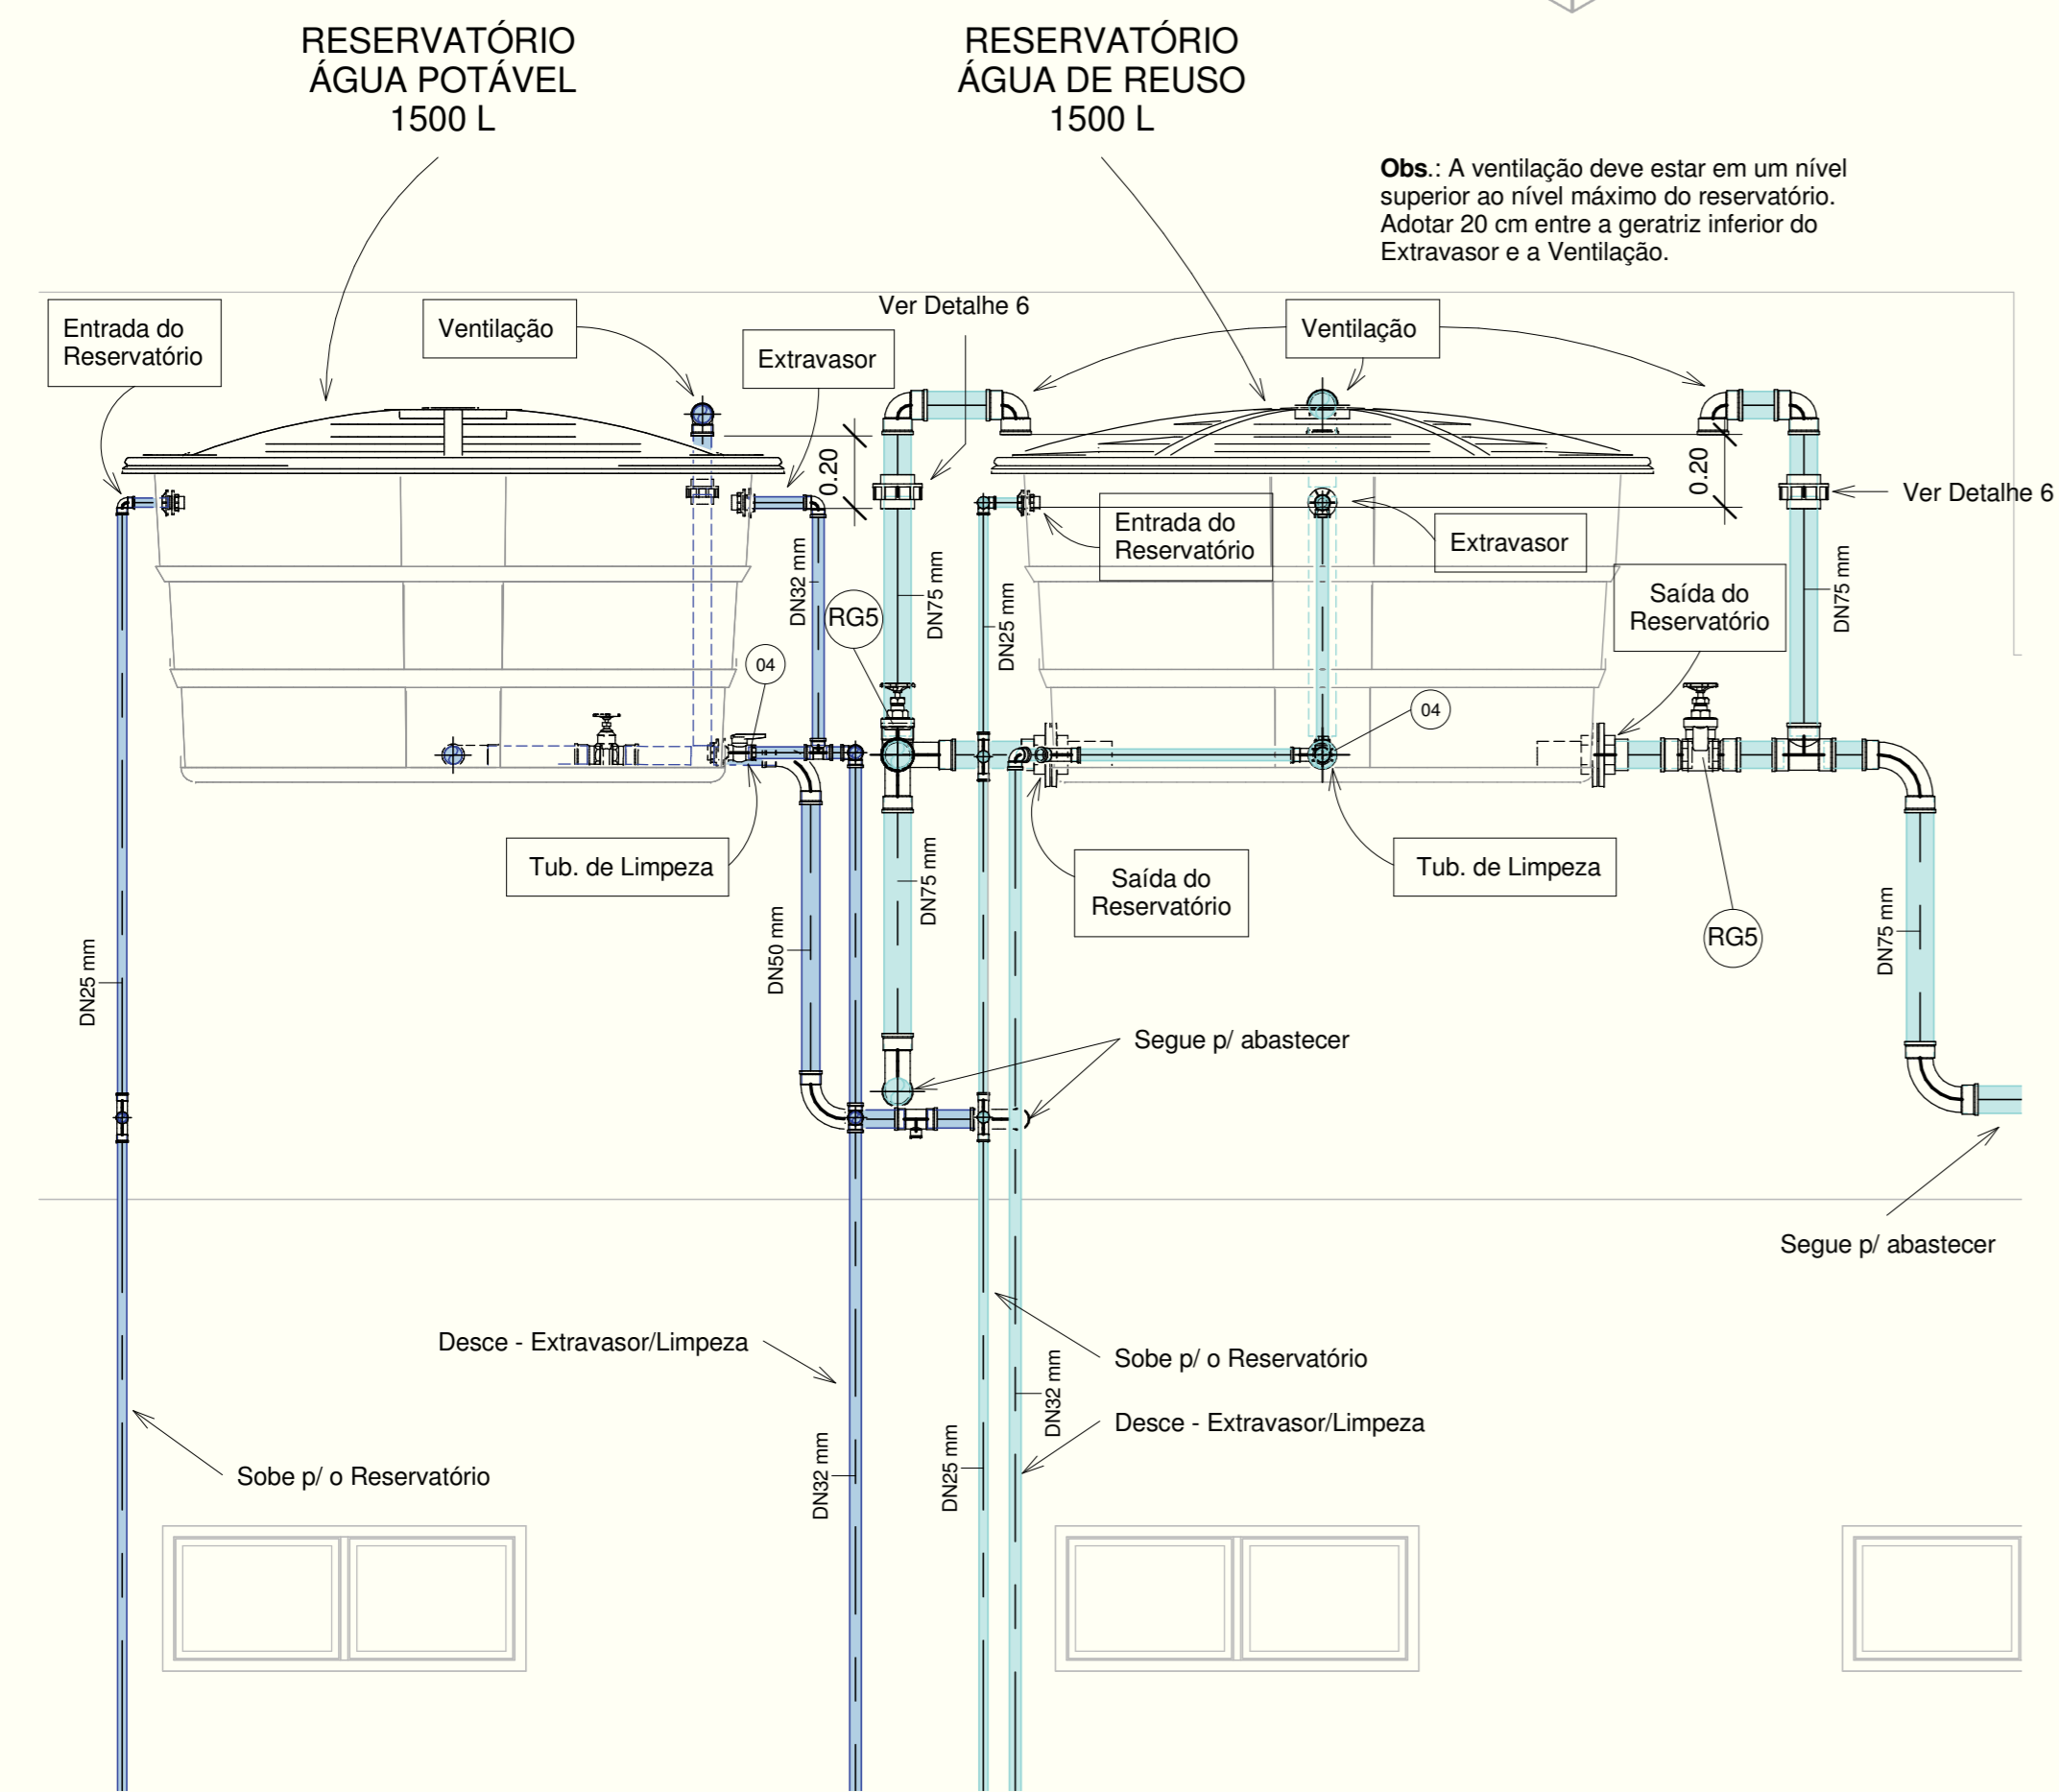 RESERVATÓRIO
ÁGUA POTÁVEL
1500 L
RESERVATÓRIO
ÁGUA DE REUSO
1500 L
Obs.: A ventilação deve estar em um nível
superior ao nível máximo do reservatório.
Adotar 20 cm entre a geratriz inferior do
Extravasor e a Ventilação.
Entrada do
Reservatório
Ventilação
Extravasor
Ver Detalhe 6
Ventilação
0.20
0.20
Ver Detalhe 6
Entrada do
Reservatório
Extravasor
DN32 mm
RG5
DN75 mm
DN25 mm
Saída do
Reservatório
DN75 mm
04
04
Tub. de Limpeza
Saída do
Reservatório
Tub. de Limpeza
RG5
DN25 mm
DN50 mm
DN75 mm
DN75 mm
Segue p/ abastecer
Segue p/ abastecer
Desce - Extravasor/Limpeza
Sobe p/ o Reservatório
DN32 mm
Desce - Extravasor/Limpeza
Sobe p/ o Reservatório
DN32 mm
DN25 mm